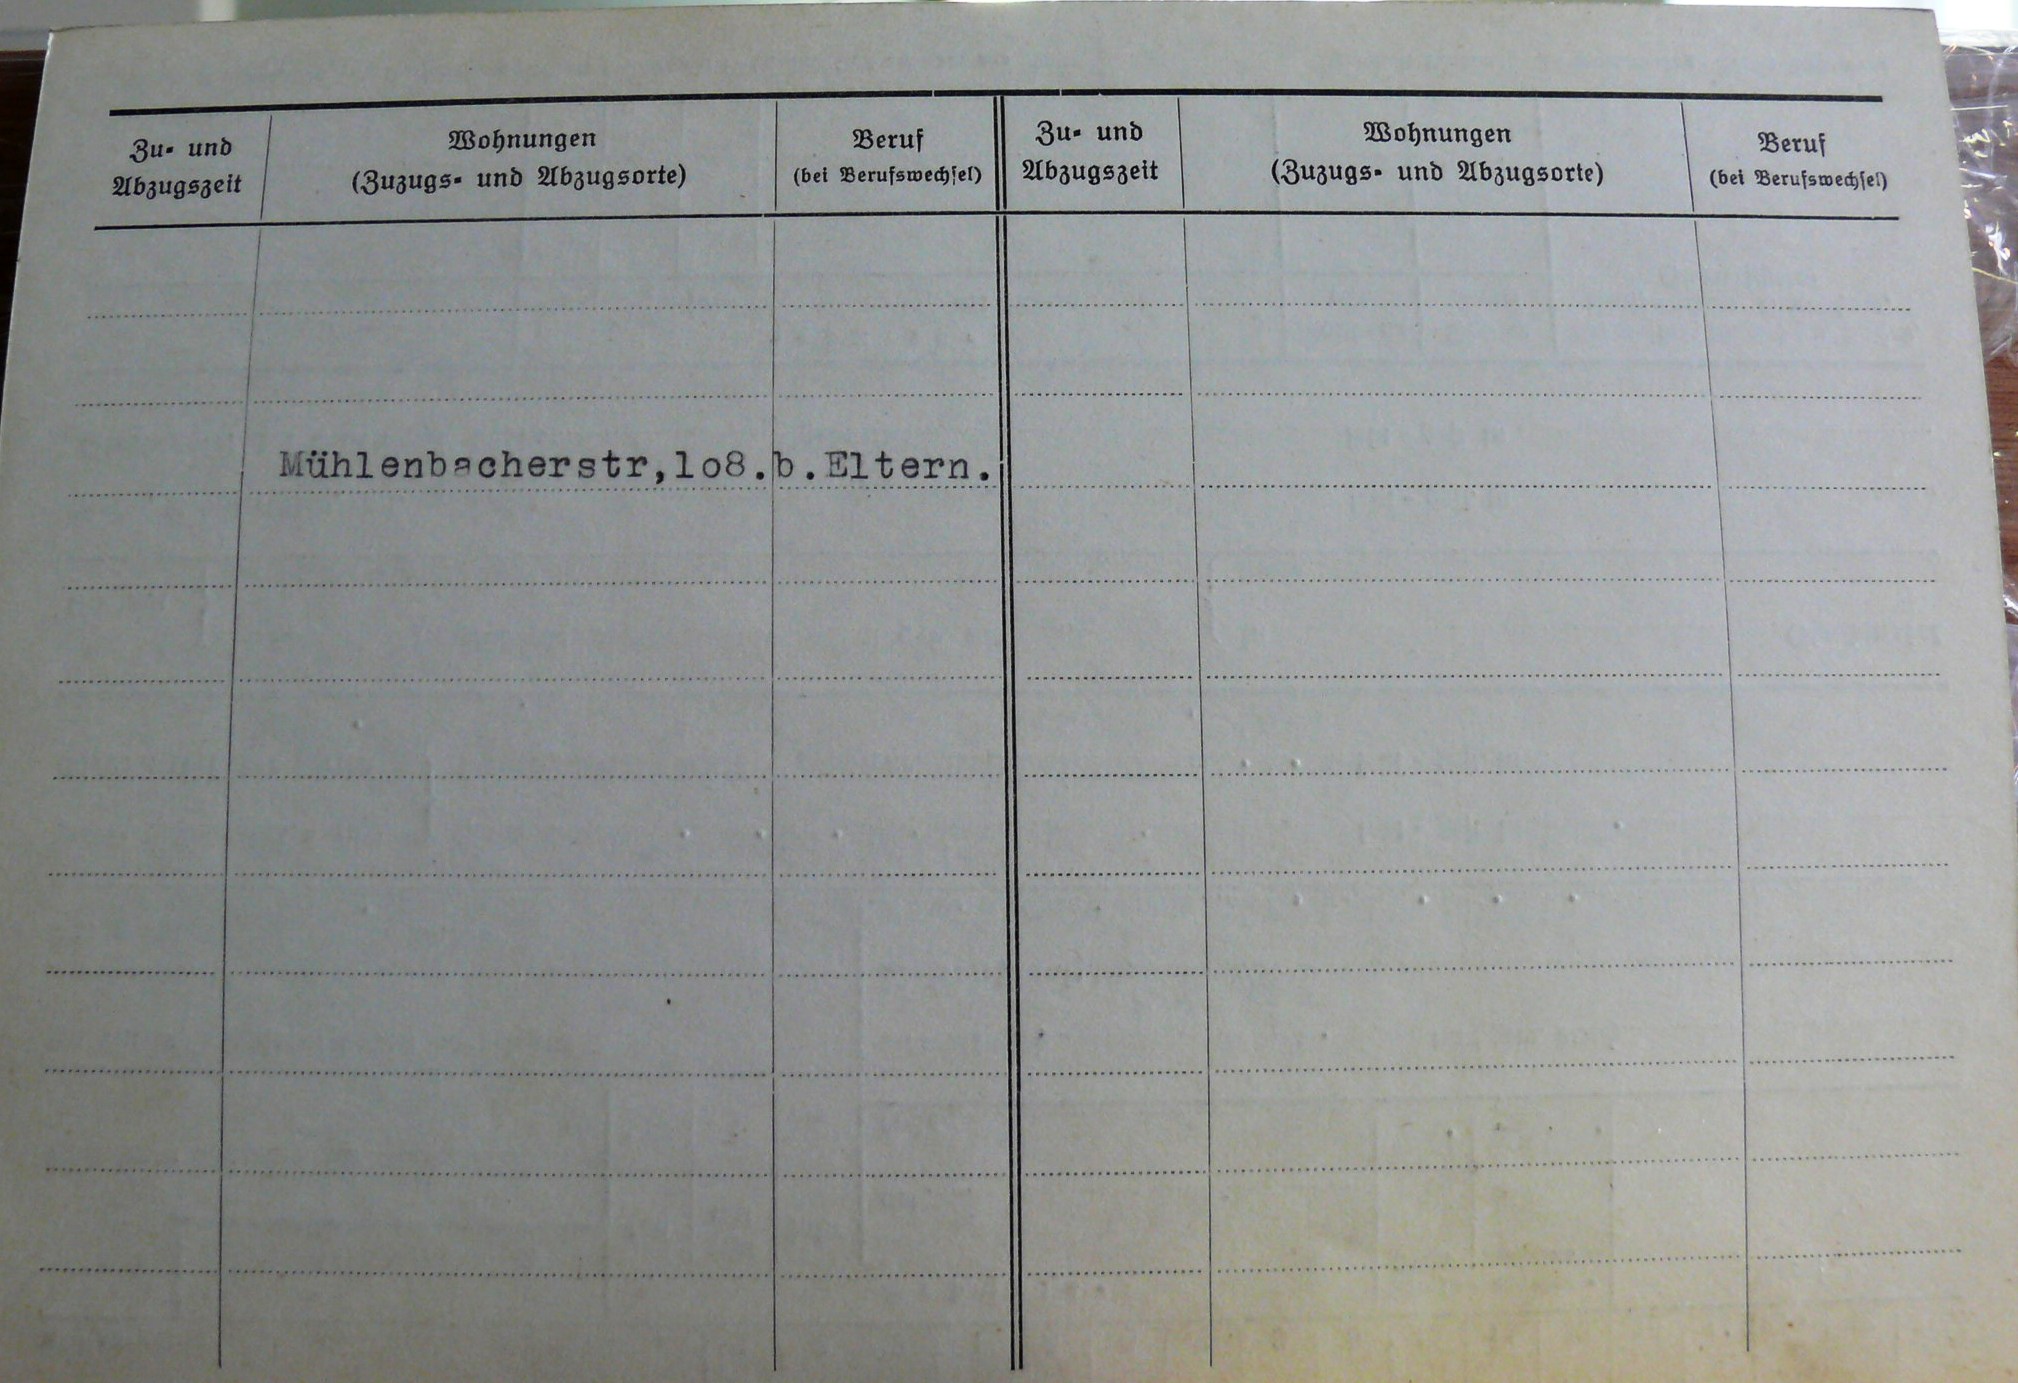 Zu- und
Abzugszeit
Wohnungen
(Zuzugs- und Abzugsorte)
Beruf
(bei Berufswechsel)
Zu- und
Abzugszeit
Wohnungen
(Zuzugs- und Abzugsorte)
Beruf
(bei Berufswechsel)
Mühlenbacherstr,lo8.b.Eltern.